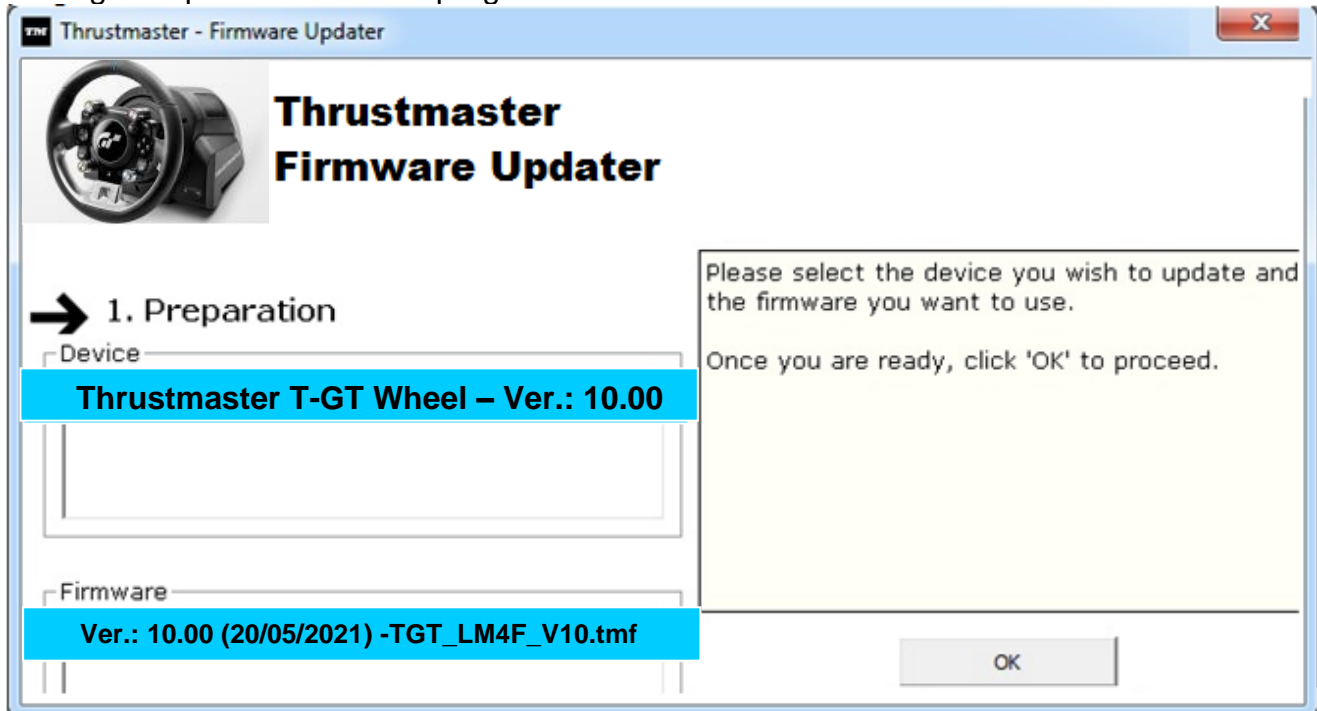 Thrustmaster - Firmware Updater
Thrustmaster
Firmware Updater
1. Preparation
Device
Thrustmaster T-GT Wheel – Ver.: 10.00
Firmware
Ver.: 10.00 (20/05/2021) -TGT_LM4F_V10.tmf
Please select the device you wish to update and
the firmware you want to use.
Once you are ready, click 'OK' to proceed.
OK